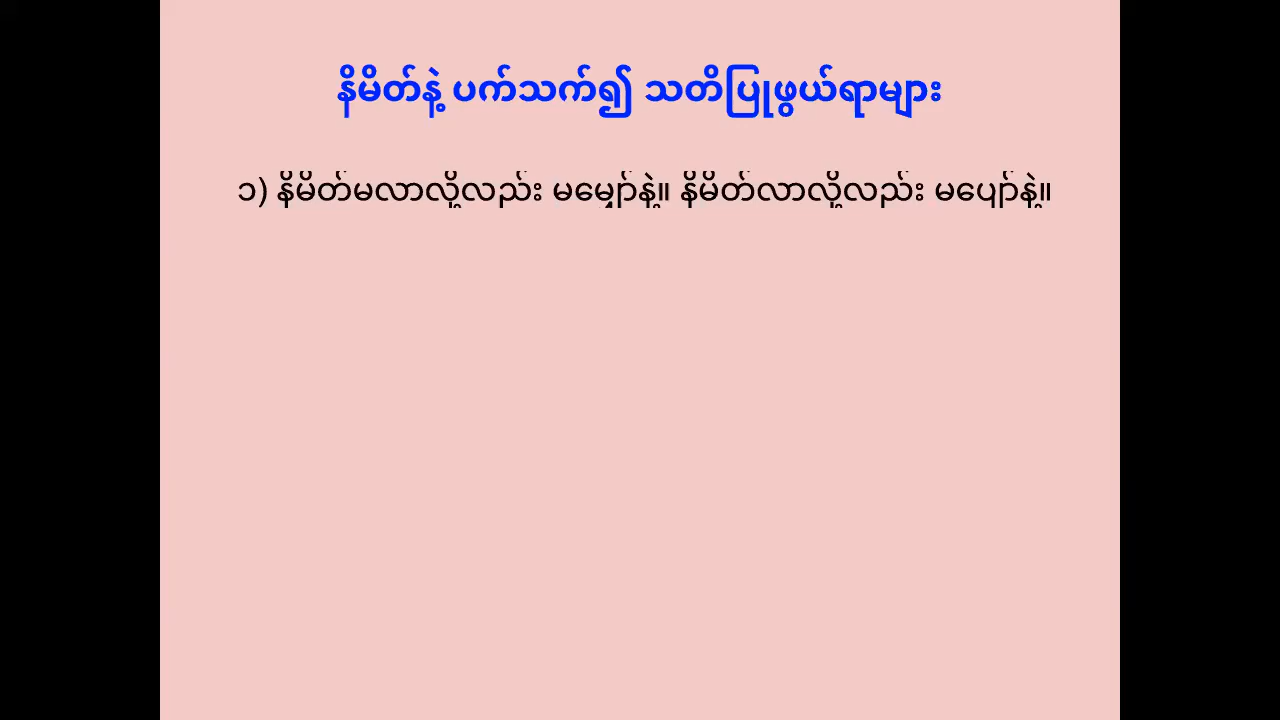 နိမိတ်နဲ့ ပက်သက်၍ သတိပြုဖွယ်ရာများ
၁) နိမိတ်မလာလို့လည်း မမျှော်နဲ့။ နိမိတ်လာလို့လည်း မပျော်နဲ့။